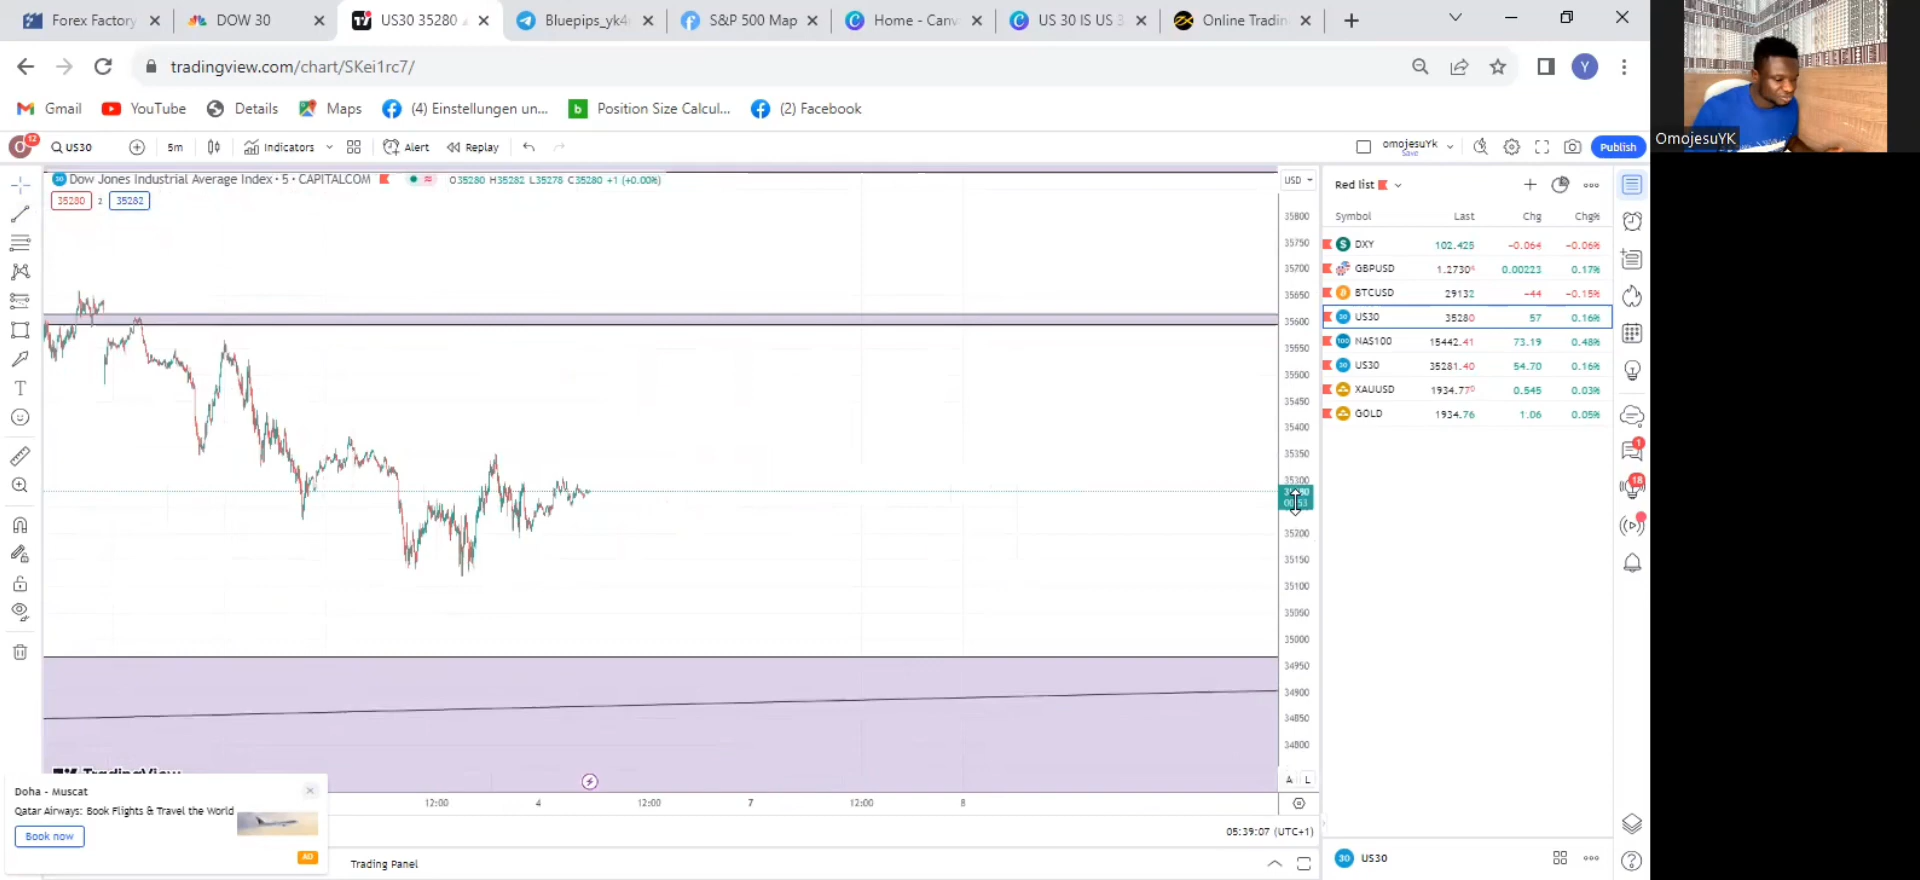 Forex Factory
DOW 30
US30 35280
Bluepips_yk4
S&P 500 Map
Home - Canv
US 30 IS US 3
Online Tradin
tradingview.com/chart/SKei1rc7/
Y
Gmail
YouTube
Details
Maps
(4) Einstellungen un...
Position Size Calcul...
(2) Facebook
OmojesuYK
12
US30
5m
Indicators
Alert
Replay
omojesuYk
Save
Publish
Dow Jones Industrial Average Index · 5 · CAPITALCOM
O35280 H35282 L35278 C35280 +1 (+0.00%)
35280 2 35282
USD
35800
35750
35700
35650
35600
35550
35500
35450
35400
35350
35300
35200
35150
35100
35050
35000
34950
34900
34850
34800
A L
Red list
Symbol Last Chg Chg%
DXY 102.425 -0.064 -0.06%
GBPUSD 1.2730⁴ 0.00223 0.17%
BTCUSD 29132 -44 -0.15%
US30 35280 57 0.16%
NAS100 15442.41 73.19 0.48%
US30 35281.40 54.70 0.16%
XAUUSD 1934.77⁰ 0.545 0.03%
GOLD 1934.76 1.06 0.05%
1
18
TradingView
12:00 4 12:00 7 12:00 8
Doha - Muscat
Qatar Airways: Book Flights & Travel the World
Book now
AD
05:39:07 (UTC+1)
Trading Panel
30 US30